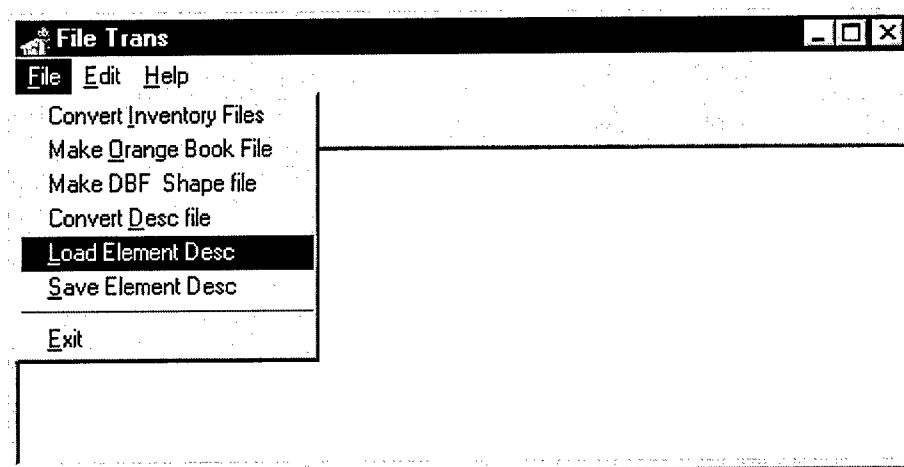 File Trans
File Edit Help
Convert Inventory Files
Make Orange Book File
Make DBF Shape file
Convert Desc file
Load Element Desc
Save Element Desc
Exit